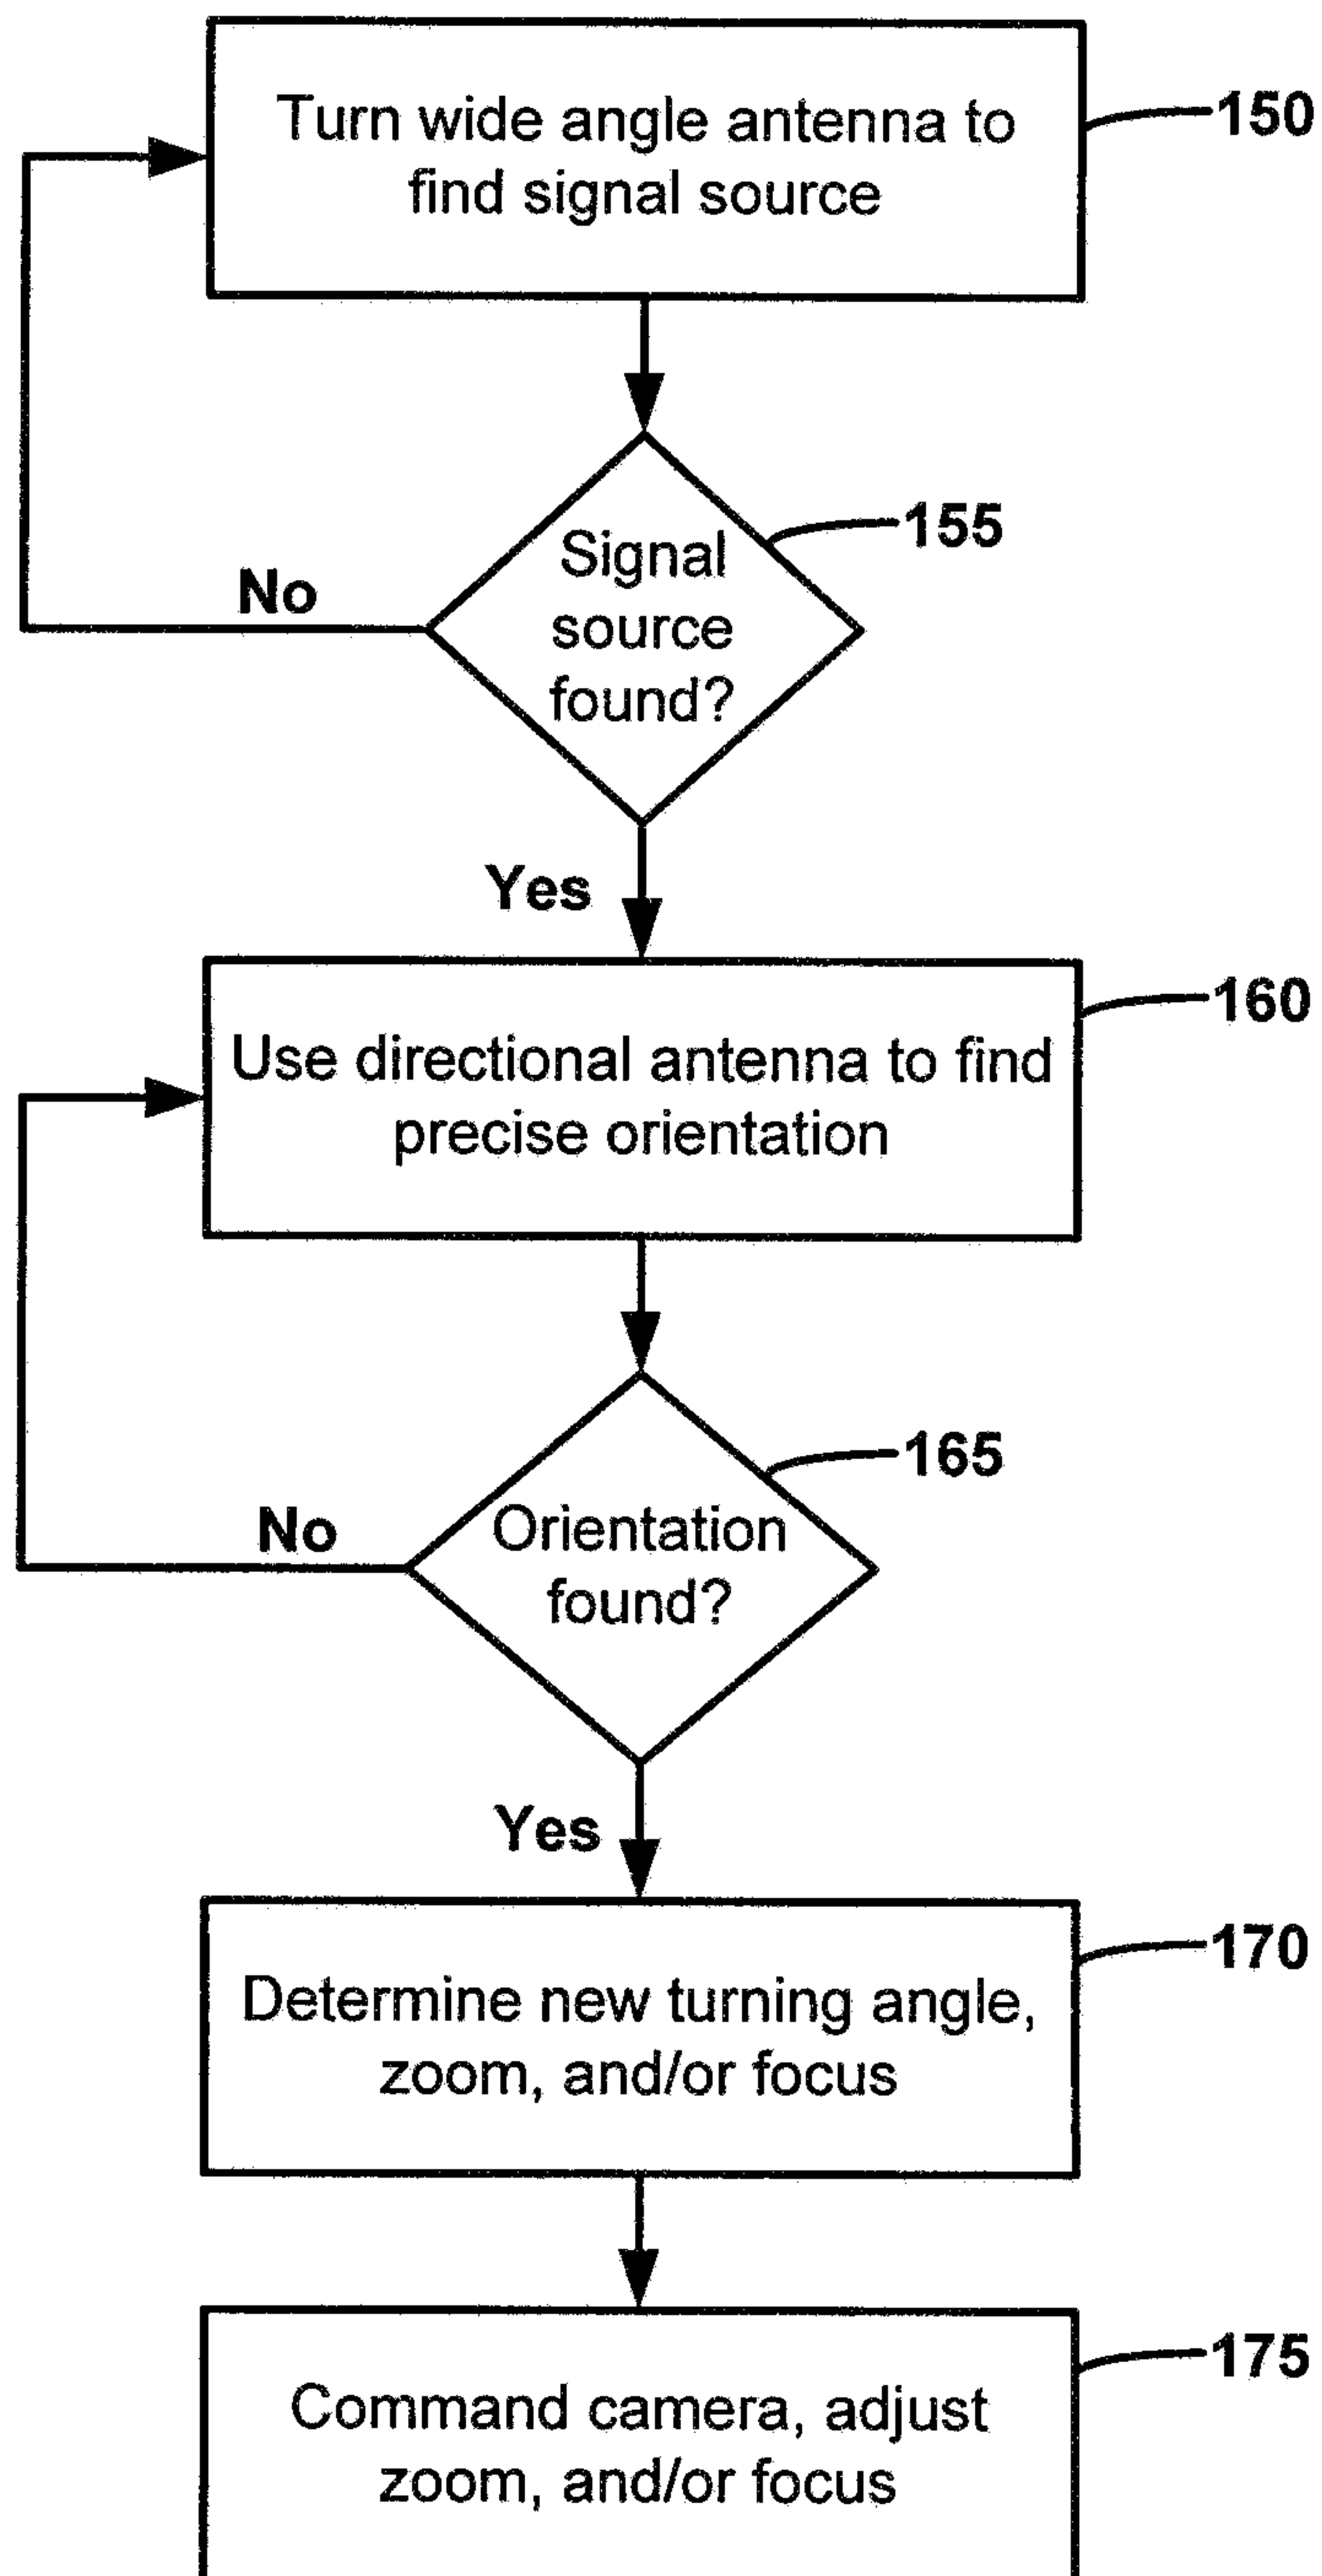 Turn wide angle antenna to
find signal source
150
Signal
source
found?
155
No
Yes
Use directional antenna to find
precise orientation
160
Orientation
found?
165
No
Yes
Determine new turning angle,
zoom, and/or focus
170
Command camera, adjust
zoom, and/or focus
175